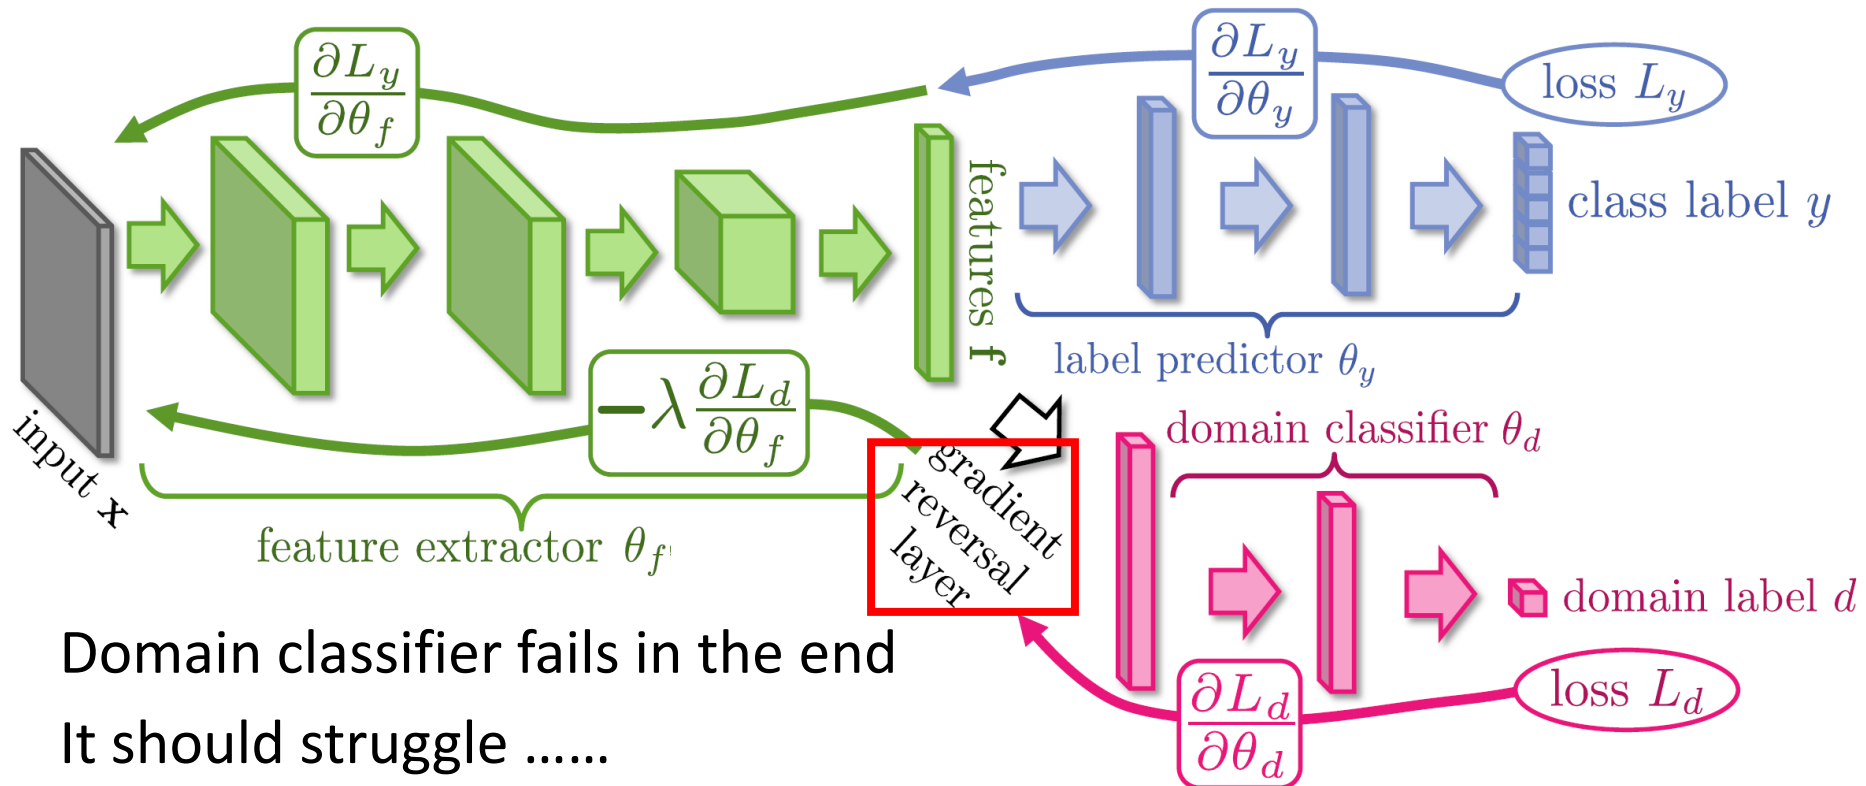 ∂L_y
∂θ_f
∂L_y
∂θ_y
loss L_y
features f
class label y
label predictor θ_y
input x
−λ ∂L_d
∂θ_f
feature extractor θ_f
gradient
reversal
layer
domain classifier θ_d
domain label d
loss L_d
∂L_d
∂θ_d
Domain classifier fails in the end
It should struggle ……